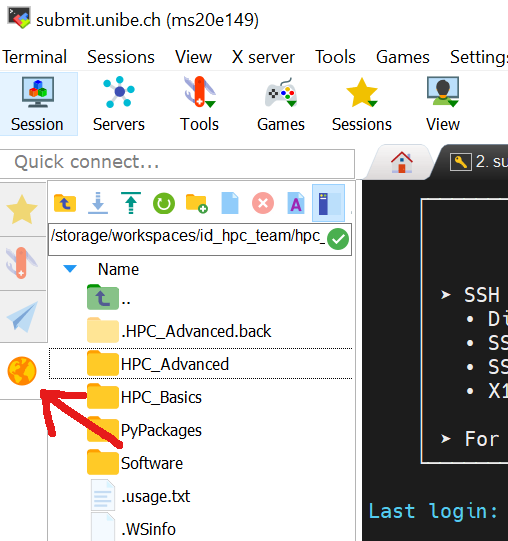 submit.unibe.ch (ms20e149)
Terminal Sessions View X server Tools Games Settings
Session Servers Tools Games Sessions View
Quick connect...
2. su
/storage/workspaces/id_hpc_team/hpc_
Name
..
.HPC_Advanced.back
HPC_Advanced
HPC_Basics
PyPackages
Software
.usage.txt
.WSinfo
➤ SSH
• Di
• SS
• SS
• X1
➤ For
Last login: